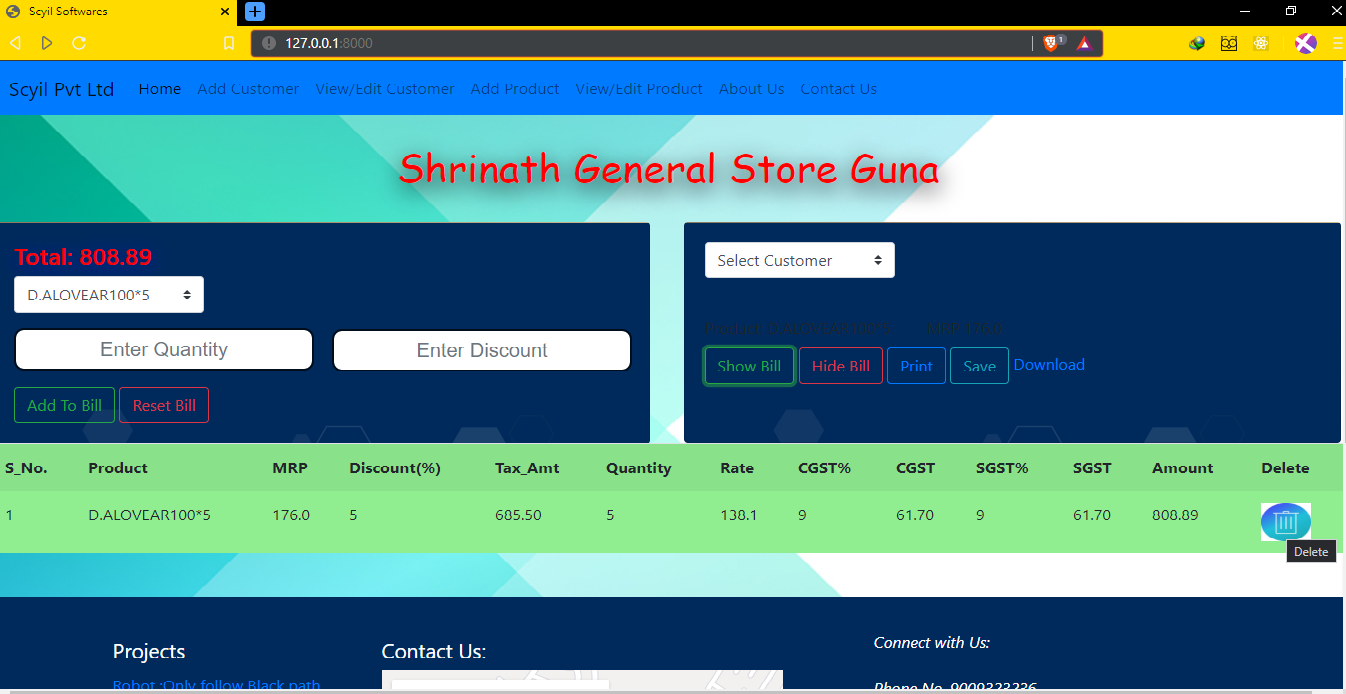 Scyil Softwares
127.0.0.1:8000
1
Scyil Pvt Ltd Home Add Customer View/Edit Customer Add Product View/Edit Product About Us Contact Us
Shrinath General Store Guna
Total: 808.89
D.ALOVEAR100*5
Enter Quantity Enter Discount
Add To Bill Reset Bill
Select Customer
Show Bill Hide Bill Print Save Download
S_No. Product MRP Discount(%) Tax_Amt Quantity Rate CGST% CGST SGST% SGST Amount Delete
1 D.ALOVEAR100*5 176.0 5 685.50 5 138.1 9 61.70 9 61.70 808.89
Delete
Projects
Robot :Only follow Black path
Contact Us:
Connect with Us:
Phone No. 9009323236